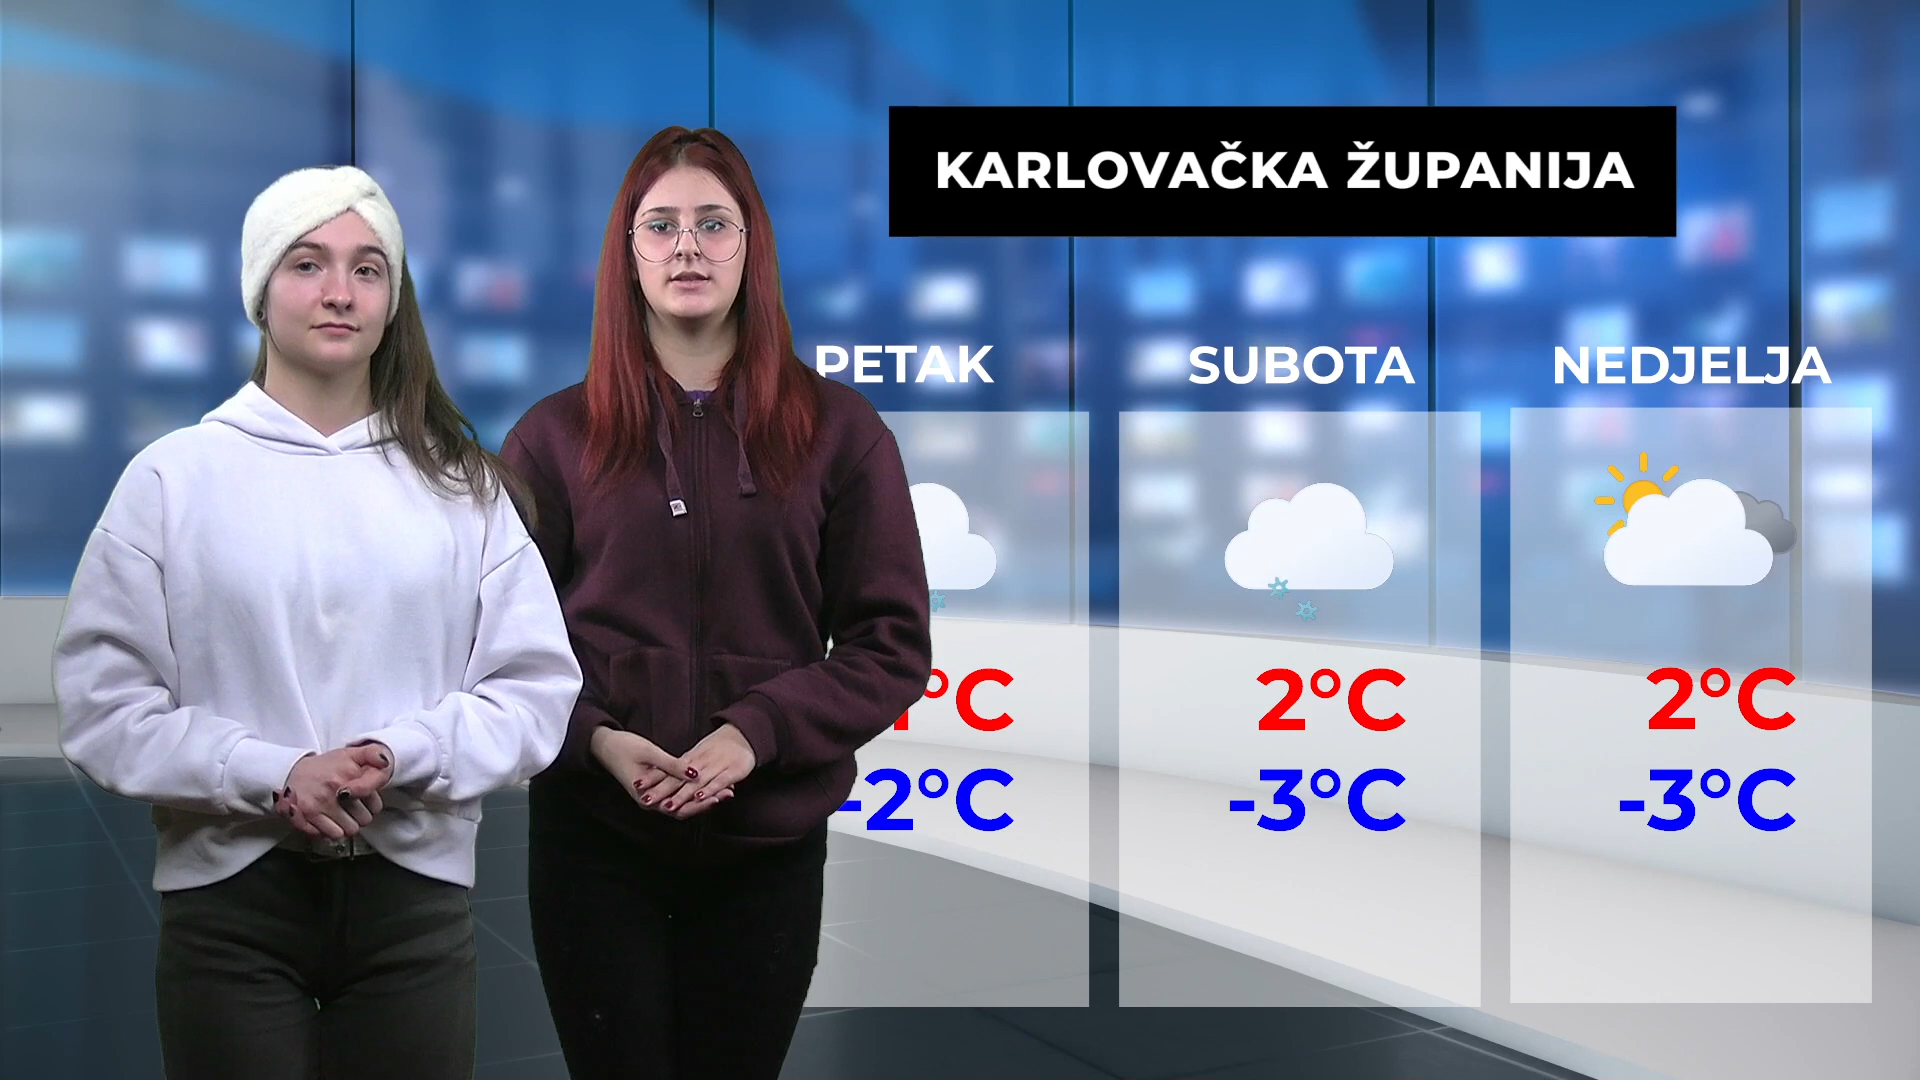 KARLOVAČKA ŽUPANIJA
PETAK SUBOTA NEDJELJA
°C 2°C 2°C
-2°C -3°C -3°C